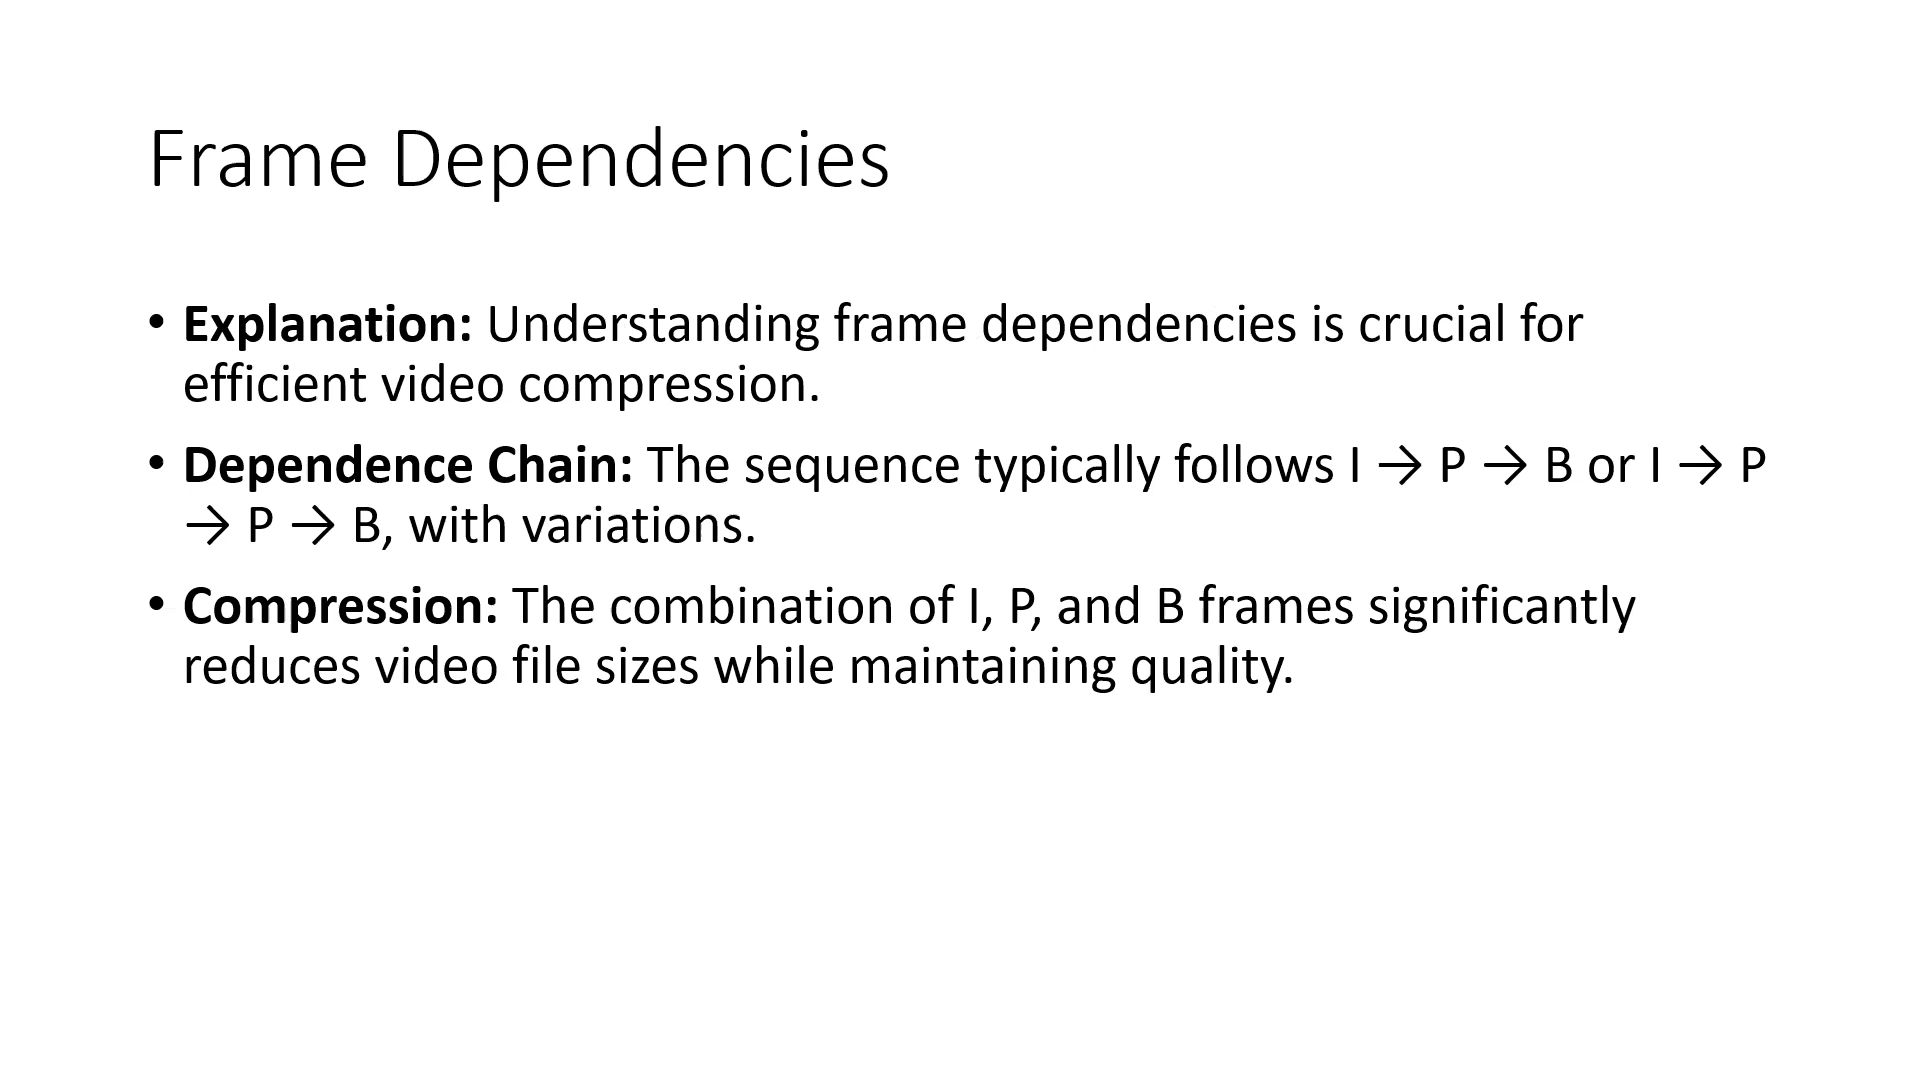 Frame Dependencies
• Explanation: Understanding frame dependencies is crucial for
efficient video compression.
• Dependence Chain: The sequence typically follows I → P → B or I → P
→ P → B, with variations.
• Compression: The combination of I, P, and B frames significantly
reduces video file sizes while maintaining quality.